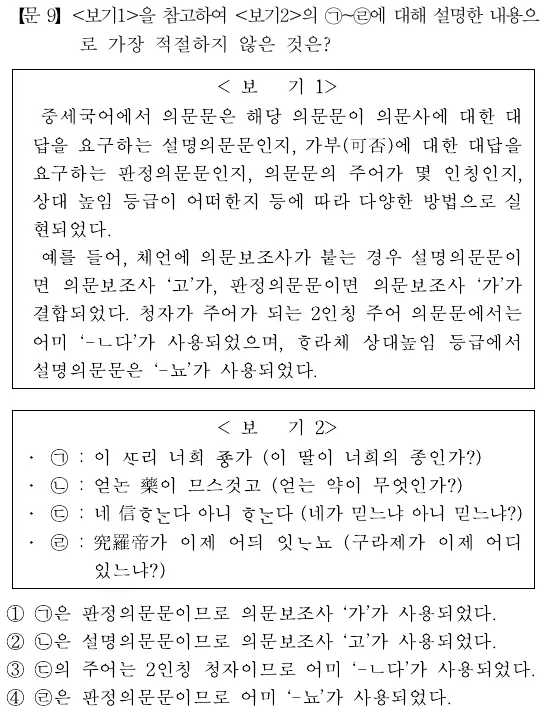 【문 9】 <보기1>을 참고하여 <보기2>의 ㉠~㉣에 대해 설명한 내용으
로 가장 적절하지 않은 것은?
< 보 기 1>
중세국어에서 의문문은 해당 의문문이 의문사에 대한 대
답을 요구하는 설명의문문인지, 가부(可否)에 대한 대답을
요구하는 판정의문문인지, 의문문의 주어가 몇 인칭인지,
상대 높임 등급이 어떠한지 등에 따라 다양한 방법으로 실
현되었다.
예를 들어, 체언에 의문보조사가 붙는 경우 설명의문문이
면 의문보조사 ‘고’가, 판정의문문이면 의문보조사 ‘가’가
결합되었다. 청자가 주어가 되는 2인칭 주어 의문문에서는
어미 ‘-ㄴ다’가 사용되었으며, ᄒᆞ라체 상대높임 등급에서
설명의문문은 ‘-뇨’가 사용되었다.
< 보 기 2>
· ㉠ : 이 ᄯᆞ리 너희 죵가 (이 딸이 너희의 종인가?)
· ㉡ : 얻논 藥이 므스것고 (얻는 약이 무엇인가?)
· ㉢ : 네 信ᄒᆞᄂᆞᆫ다 아니 ᄒᆞᄂᆞᆫ다 (네가 믿느냐 아니 믿느냐?)
· ㉣ : 究羅帝가 이제 어듸 잇ᄂᆞ뇨 (구라제가 이제 어디
있느냐?)
① ㉠은 판정의문문이므로 의문보조사 ‘가’가 사용되었다.
② ㉡은 설명의문문이므로 의문보조사 ‘고’가 사용되었다.
③ ㉢의 주어는 2인칭 청자이므로 어미 ‘-ㄴ다’가 사용되었다.
④ ㉣은 판정의문문이므로 어미 ‘-뇨’가 사용되었다.